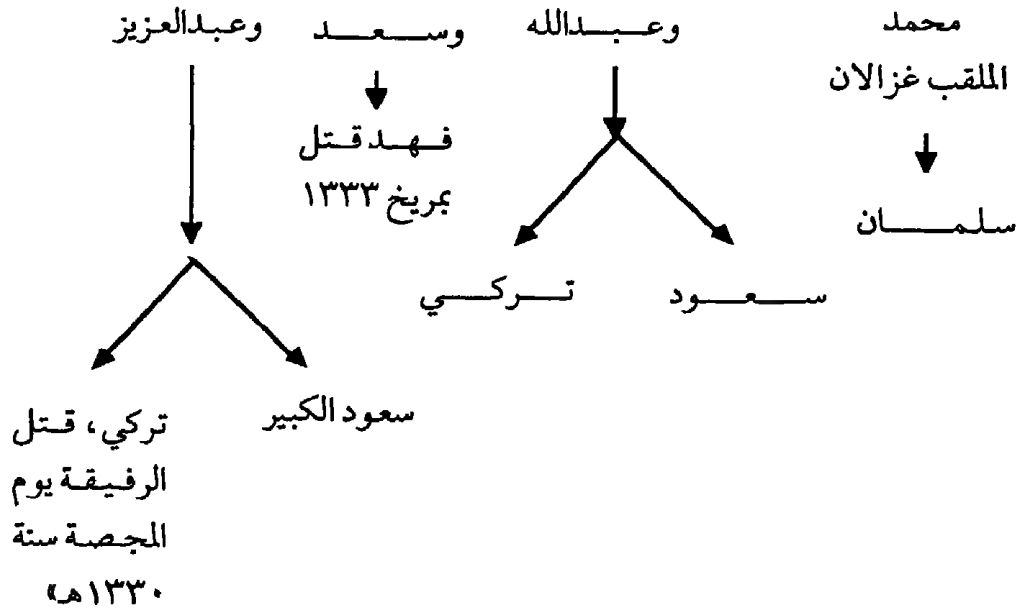 محمد وعبدالله وسعد وعبدالعزيز
الملقب غزالان
فهد قتل
بمريخ ١٣٣٣
سلمان
سعود تركي
سعود الكبير
تركي، قتل
الرفيقة يوم
المجصة سنة
١٣٣٠هـ»